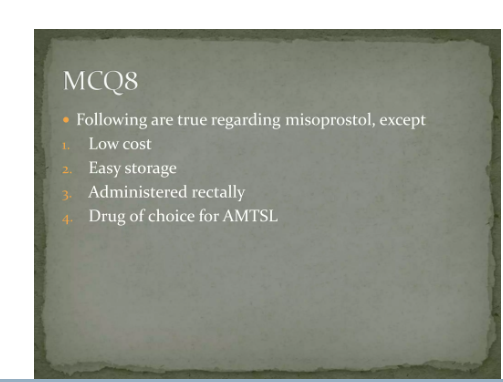 MCQ8
• Following are true regarding misoprostol, except
1. Low cost
2. Easy storage
3. Administered rectally
4. Drug of choice for AMTSL